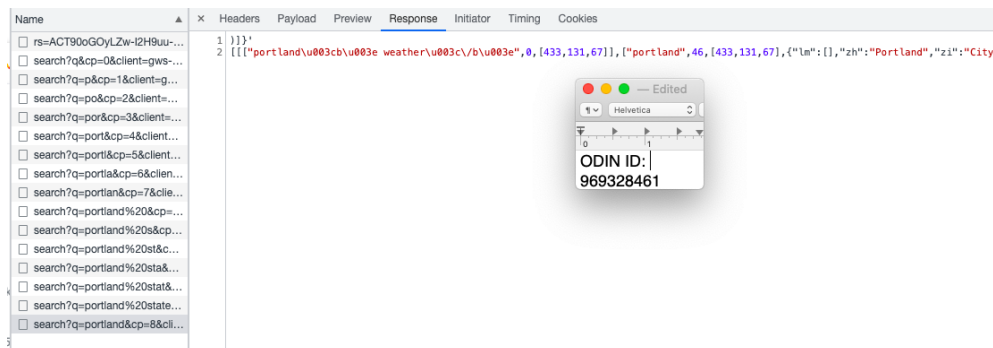 Name
rs=ACT90oGOyLZw-I2H9uu-...
search?q&cp=0&client=gws-...
search?q=p&cp=1&client=g...
search?q=po&cp=2&client=...
search?q=por&cp=3&client=...
search?q=port&cp=4&client...
search?q=portl&cp=5&client...
search?q=portla&cp=6&clien...
search?q=portlan&cp=7&clie...
search?q=portland%20&cp=...
search?q=portland%20s&cp...
search?q=portland%20st&c...
search?q=portland%20sta&...
search?q=portland%20stat&...
search?q=portland%20state...
search?q=portland&cp=8&cli...
Headers Payload Preview Response Initiator Timing Cookies
1 )]}'
2 [[["portland\u003cb\u003e weather\u003c\/b\u003e",0,[433,131,67]],["portland",46,[433,131,67],{"lm":[],"zh":"Portland","zi":"City
— Edited
¶ Helvetica
0 1
ODIN ID:
969328461